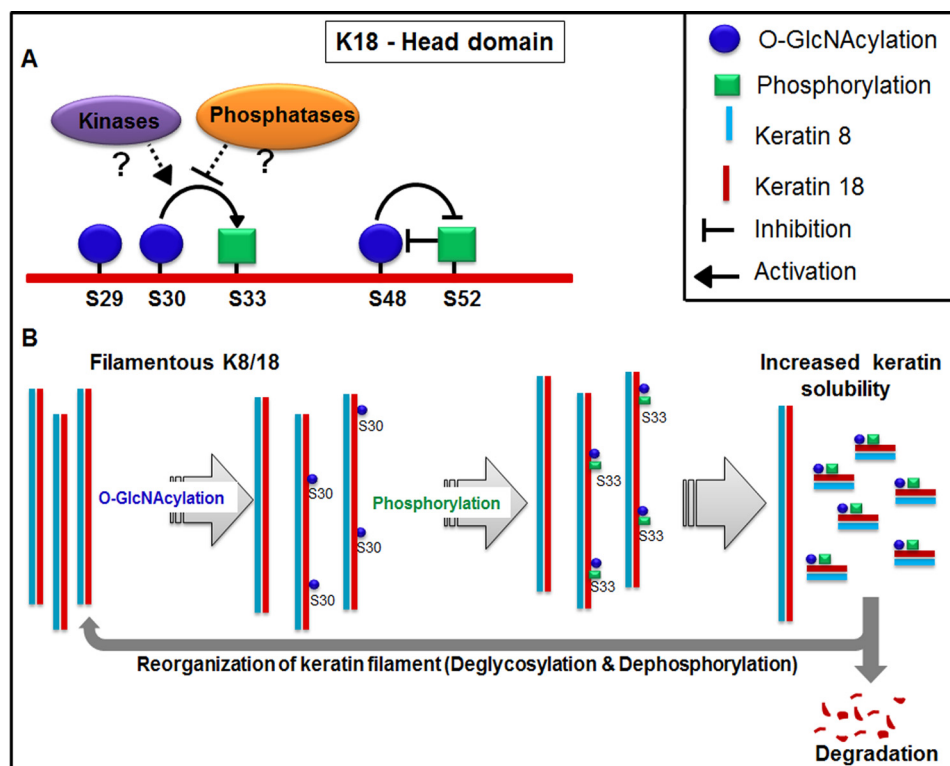 K18 - Head domain
A
Kinases
Phosphatases
?
?
S29
S30
S33
S48
S52
O-GlcNAcylation
Phosphorylation
Keratin 8
Keratin 18
Inhibition
Activation
B
Filamentous K8/18
Increased keratin
solubility
O-GlcNAcylation
S30
S30
S30
S30
Phosphorylation
S33
S33
S33
S33
Reorganization of keratin filament (Deglycosylation & Dephosphorylation)
Degradation